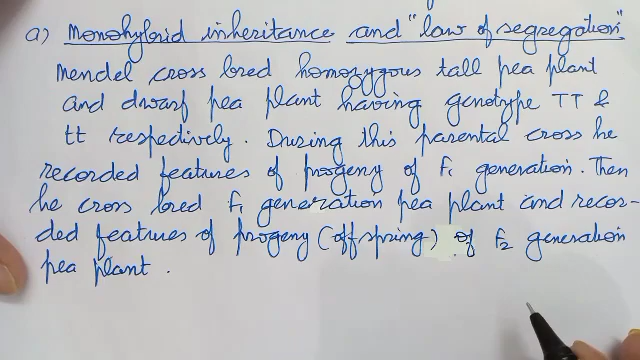 a) Monohybrid inheritance and "law of segregation"
Mendel cross bred homozygous tall pea plant
and dwarf pea plant having genotype TT &
tt respectively. During this parental cross he
recorded features of progeny of F1 generation. Then
he cross bred F1 generation pea plant and recor-
ded features of progeny (offspring) of F2 generation
pea plant.